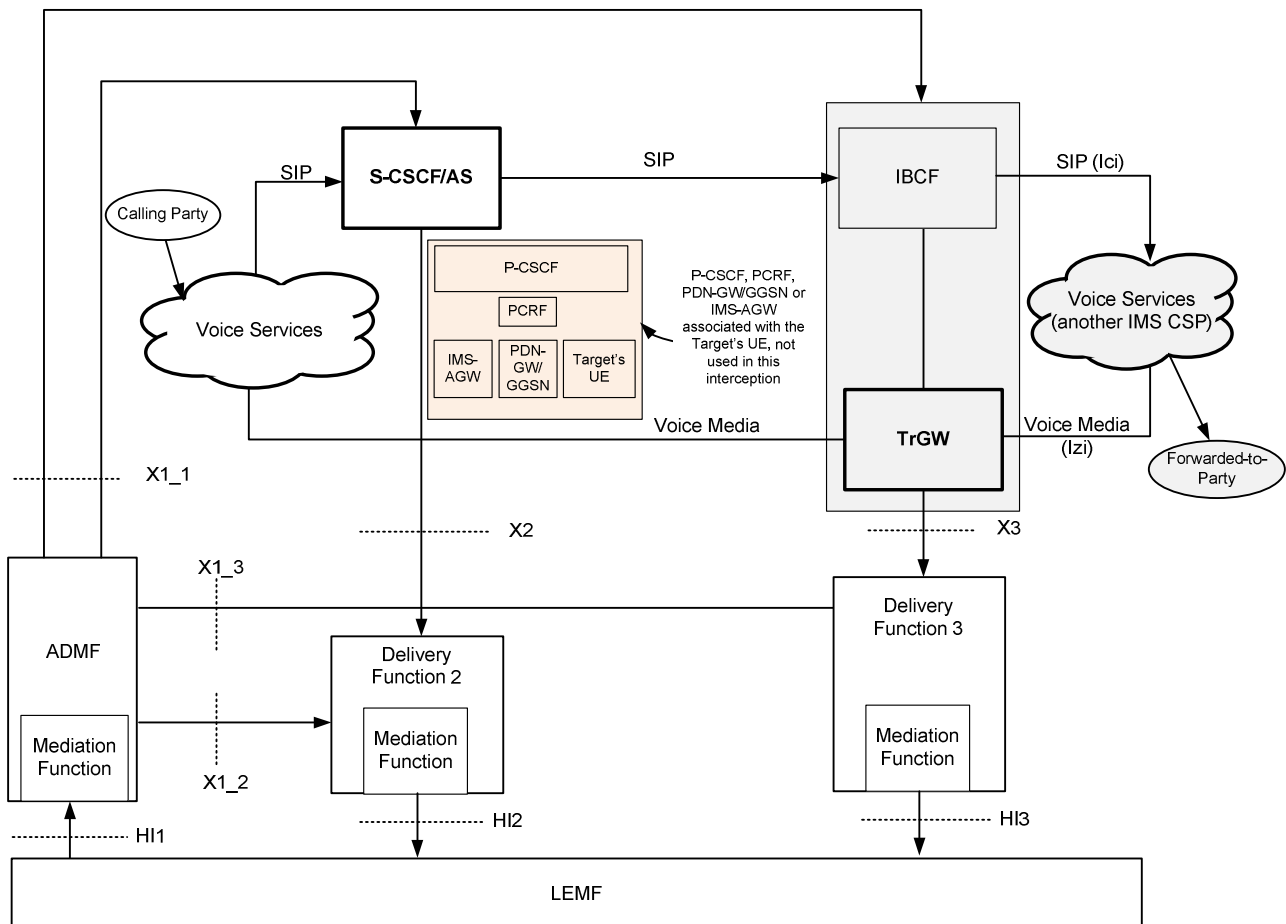 S-CSCF/AS
SIP
SIP
IBCF
SIP (Ici)
Calling Party
P-CSCF
PCRF
IMS-
AGW
PDN-
GW/
GGSN
Target's
UE
P-CSCF, PCRF,
PDN-GW/GGSN or
IMS-AGW
associated with the
Target's UE, not
used in this
interception
Voice Services
Voice Services
(another IMS CSP)
Voice Media
TrGW
Voice Media
(Izi)
Forwarded-to-
Party
X1_1
X2
X3
X1_3
ADMF
Delivery
Function 2
Delivery
Function 3
Mediation
Function
Mediation
Function
Mediation
Function
X1_2
HI1
HI2
HI3
LEMF